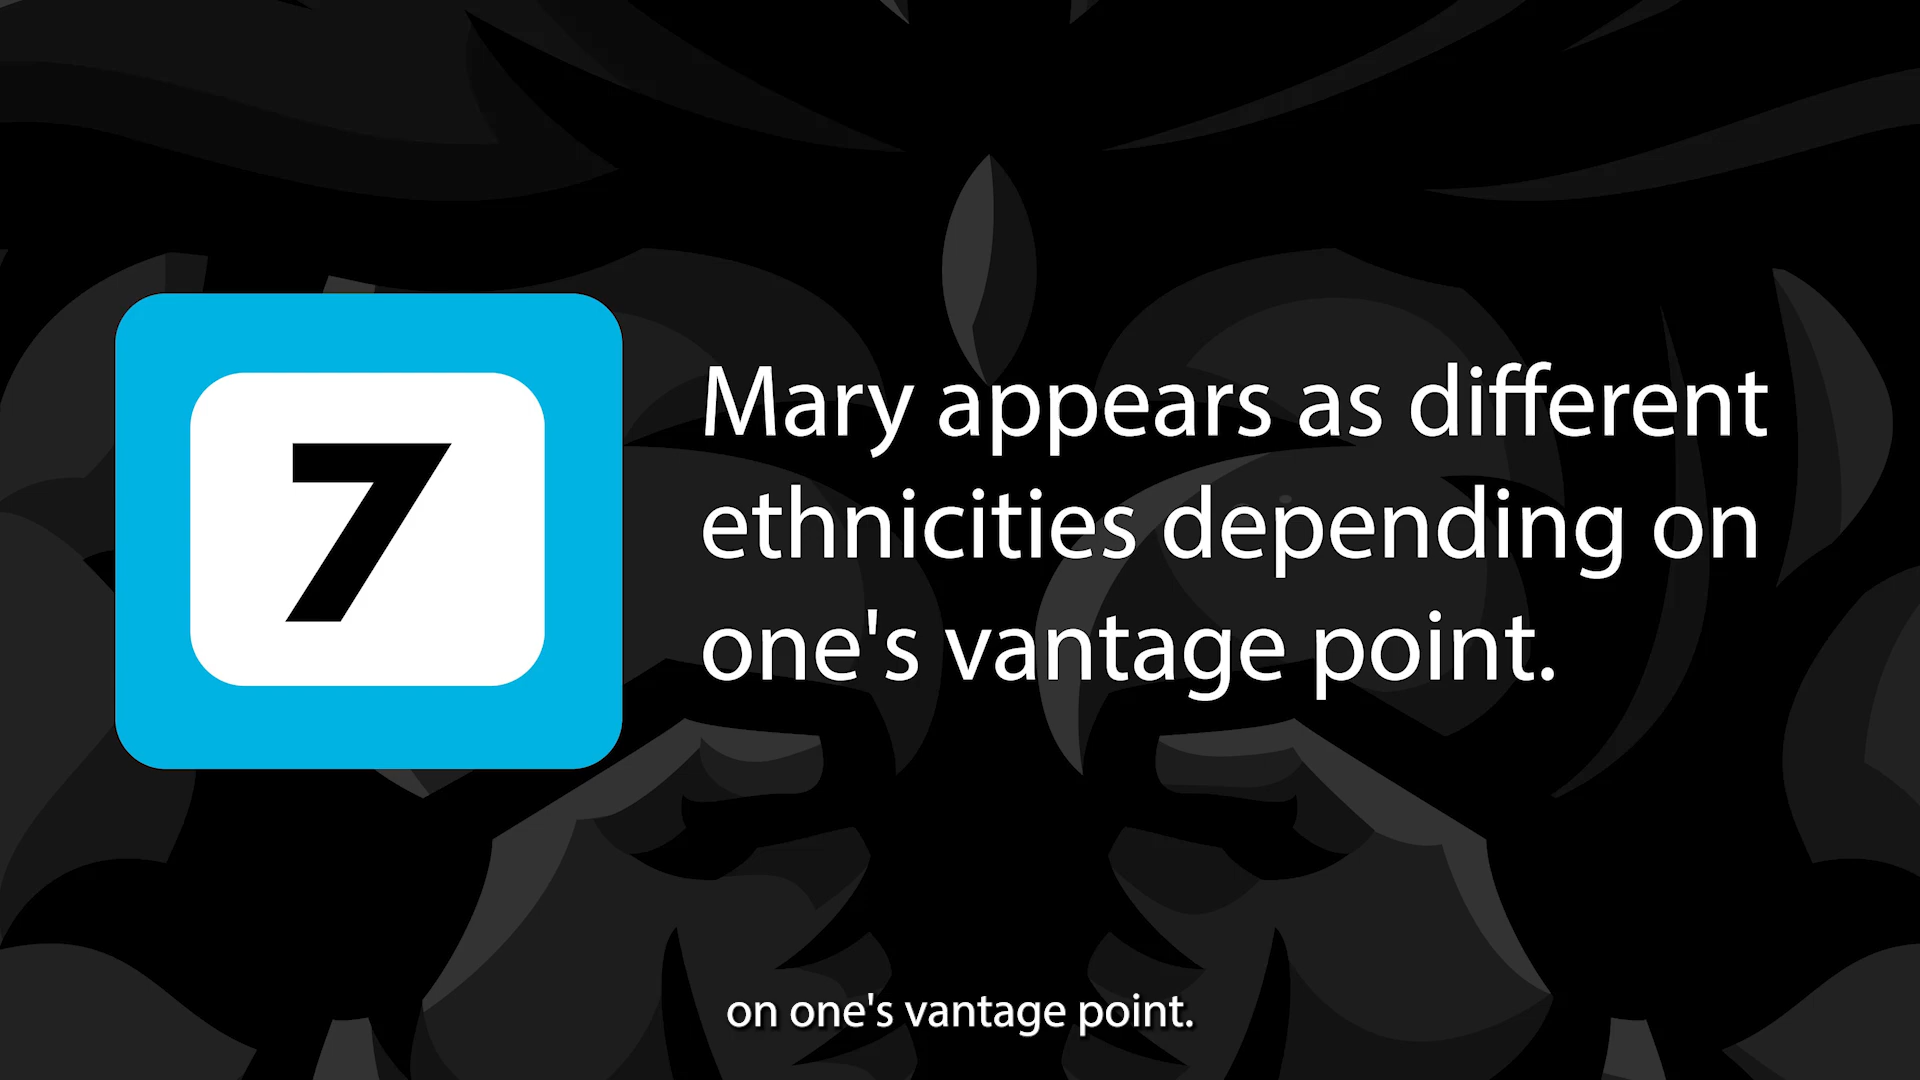 7
Mary appears as different
ethnicities depending on
one's vantage point.
on one's vantage point.